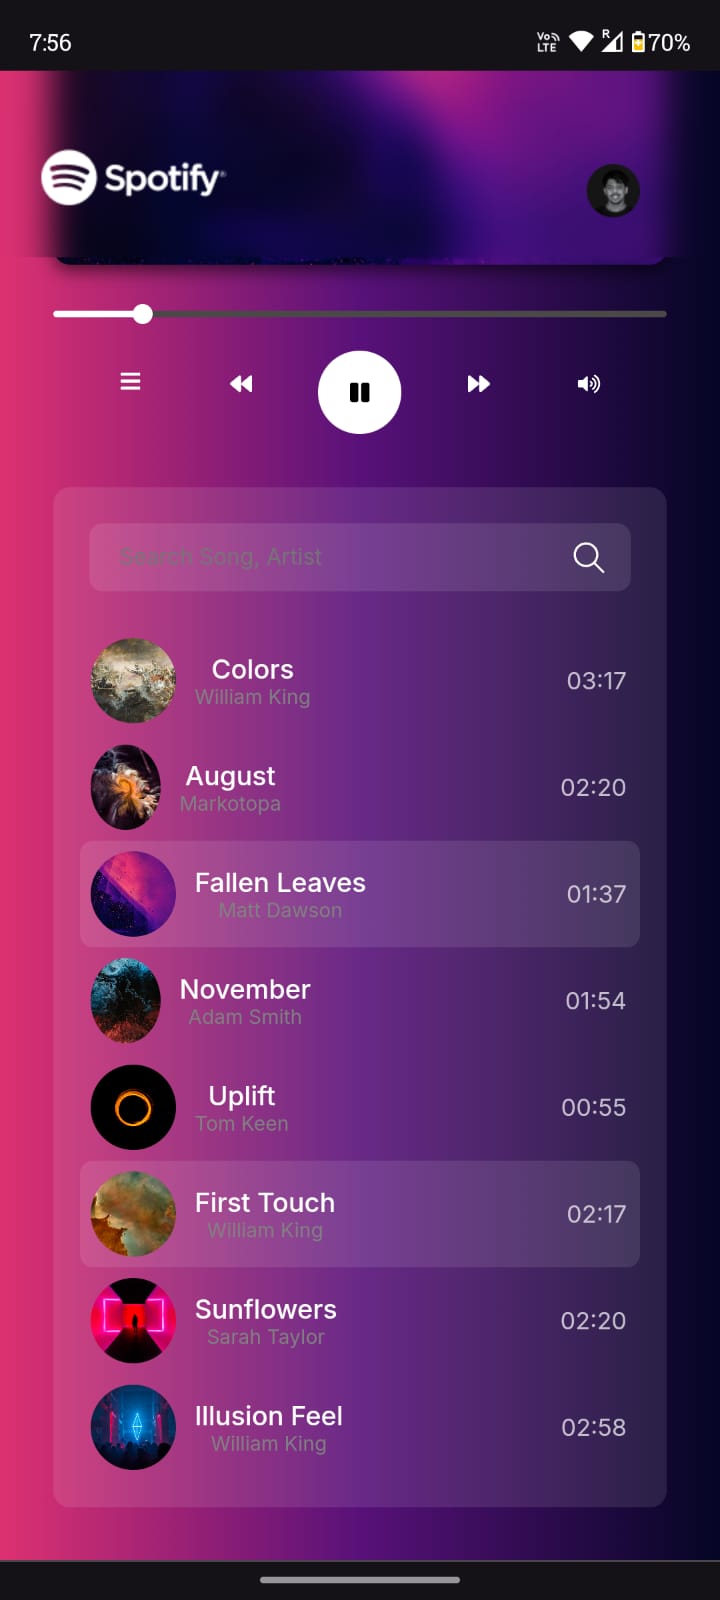 7:56
Vo LTE R 70%
Spotify®
Search Song, Artist
Colors
William King
03:17
August
Markotopa
02:20
Fallen Leaves
Matt Dawson
01:37
November
Adam Smith
01:54
Uplift
Tom Keen
00:55
First Touch
William King
02:17
Sunflowers
Sarah Taylor
02:20
Illusion Feel
William King
02:58